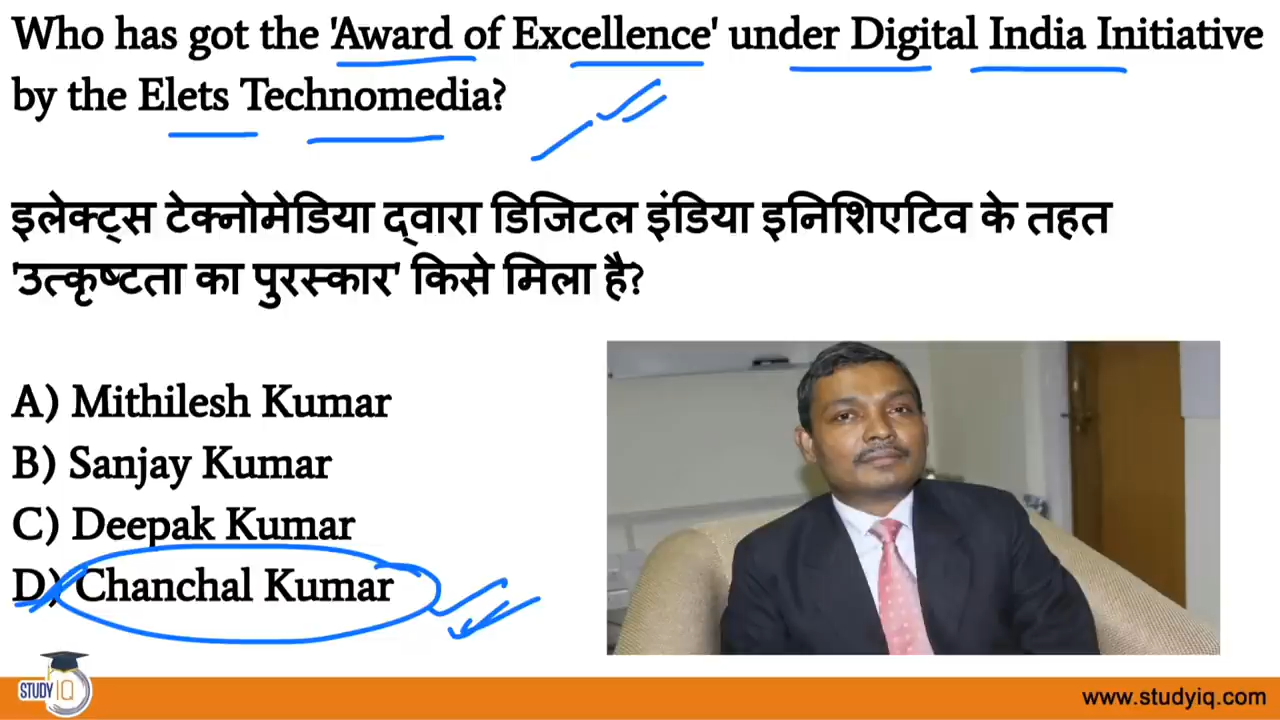 Who has got the 'Award of Excellence' under Digital India Initiative
by the Elets Technomedia?
इलेक्ट्स टेक्नोमेडिया द्वारा डिजिटल इंडिया इनिशिएटिव के तहत
'उत्कृष्टता का पुरस्कार' किसे मिला है?
A) Mithilesh Kumar
B) Sanjay Kumar
C) Deepak Kumar
D) Chanchal Kumar
STUDY IQ
www.studyiq.com